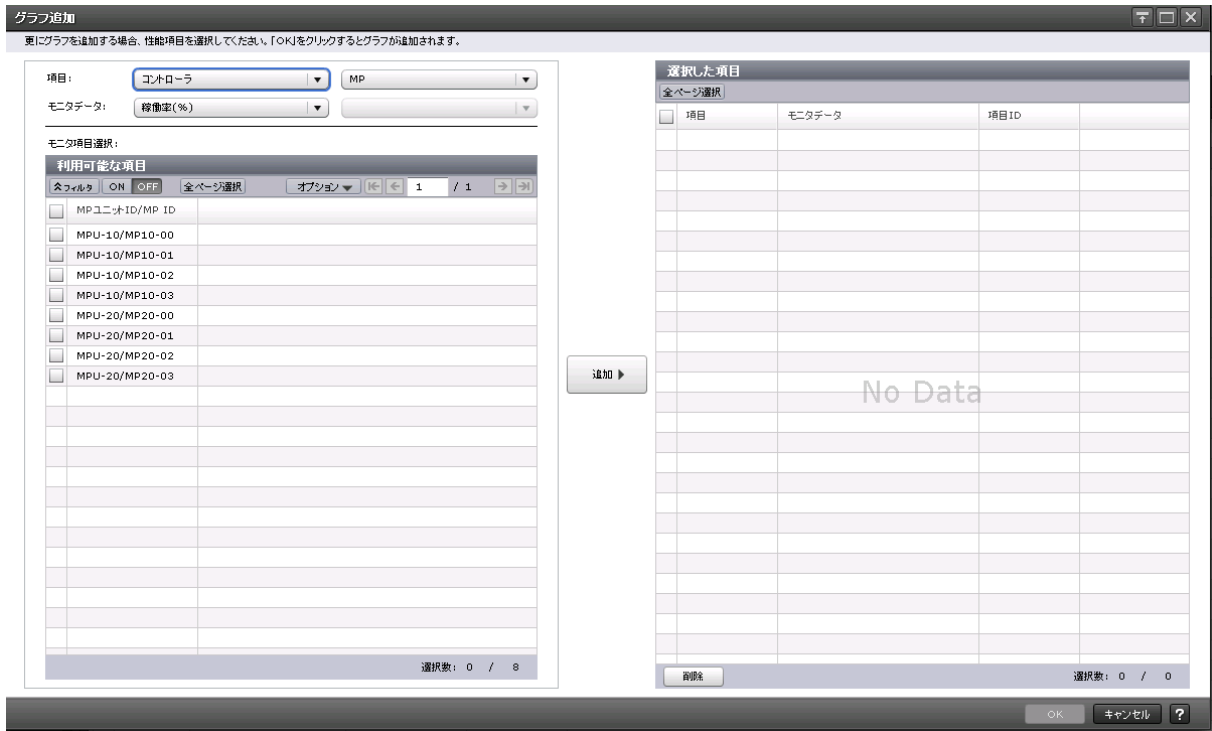 グラフ追加
更にグラフを追加する場合、性能項目を選択してください。「OK」をクリックするとグラフが追加されます。
項目: コントローラ MP
モニタデータ: 稼働率(%)
モニタ項目選択:
利用可能な項目
フィルタ ON OFF 全ページ選択 オプション 1 / 1
MPユニットID/MP ID
MPU-10/MP10-00
MPU-10/MP10-01
MPU-10/MP10-02
MPU-10/MP10-03
MPU-20/MP20-00
MPU-20/MP20-01
MPU-20/MP20-02
MPU-20/MP20-03
選択数: 0 / 8
追加
選択した項目
全ページ選択
項目 モニタデータ 項目ID
No Data
削除 選択数: 0 / 0
OK キャンセル ?